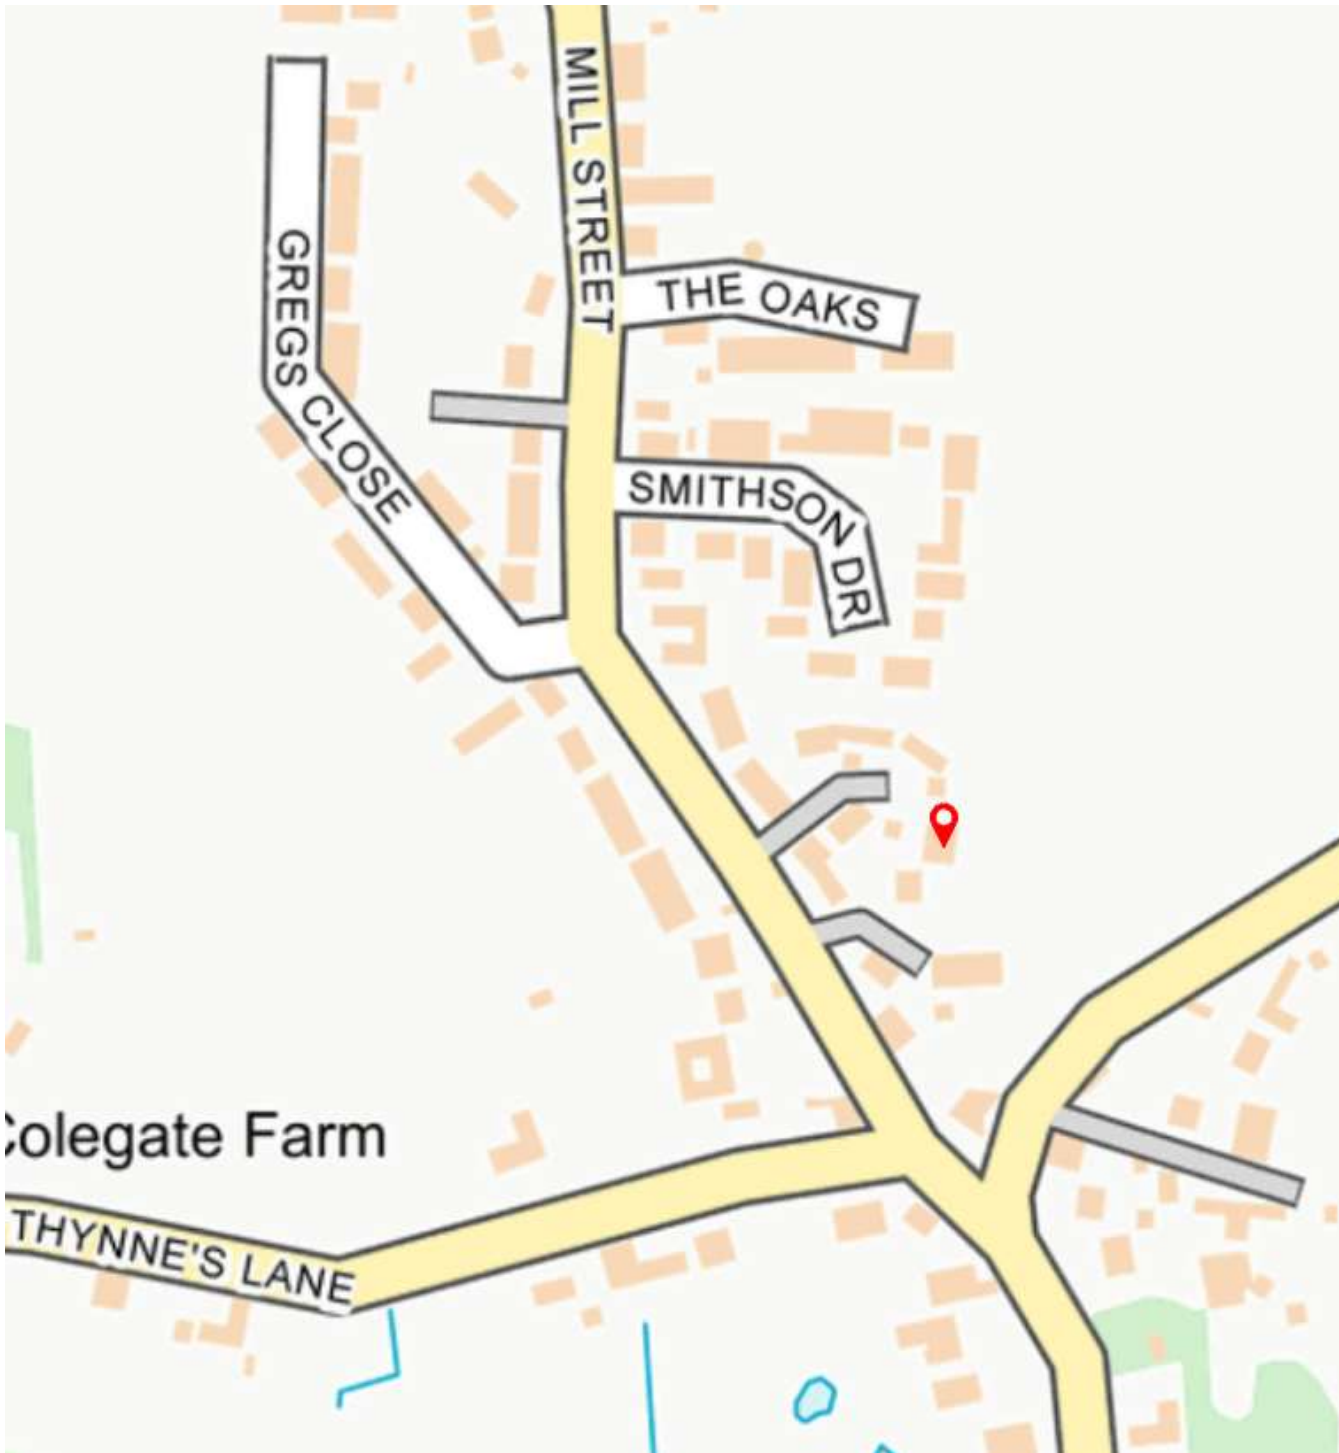 MILL STREET
GREGS CLOSE
THE OAKS
SMITHSON DR
Colegate Farm
THYNNE'S LANE